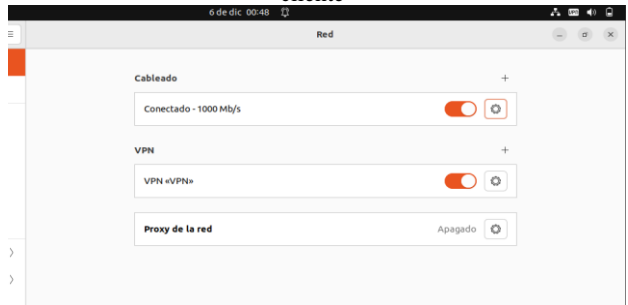 6 de dic 00:48
Red
Cableado
Conectado - 1000 Mb/s
VPN
VPN «VPN»
Proxy de la red
Apagado